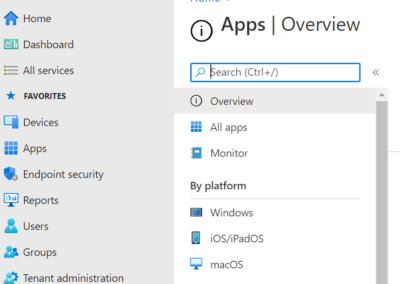 Home
Dashboard
All services
FAVORITES
Devices
Apps
Endpoint security
Reports
Users
Groups
Tenant administration
Apps | Overview
Search (Ctrl+/)
«
Overview
All apps
Monitor
By platform
Windows
iOS/iPadOS
macOS